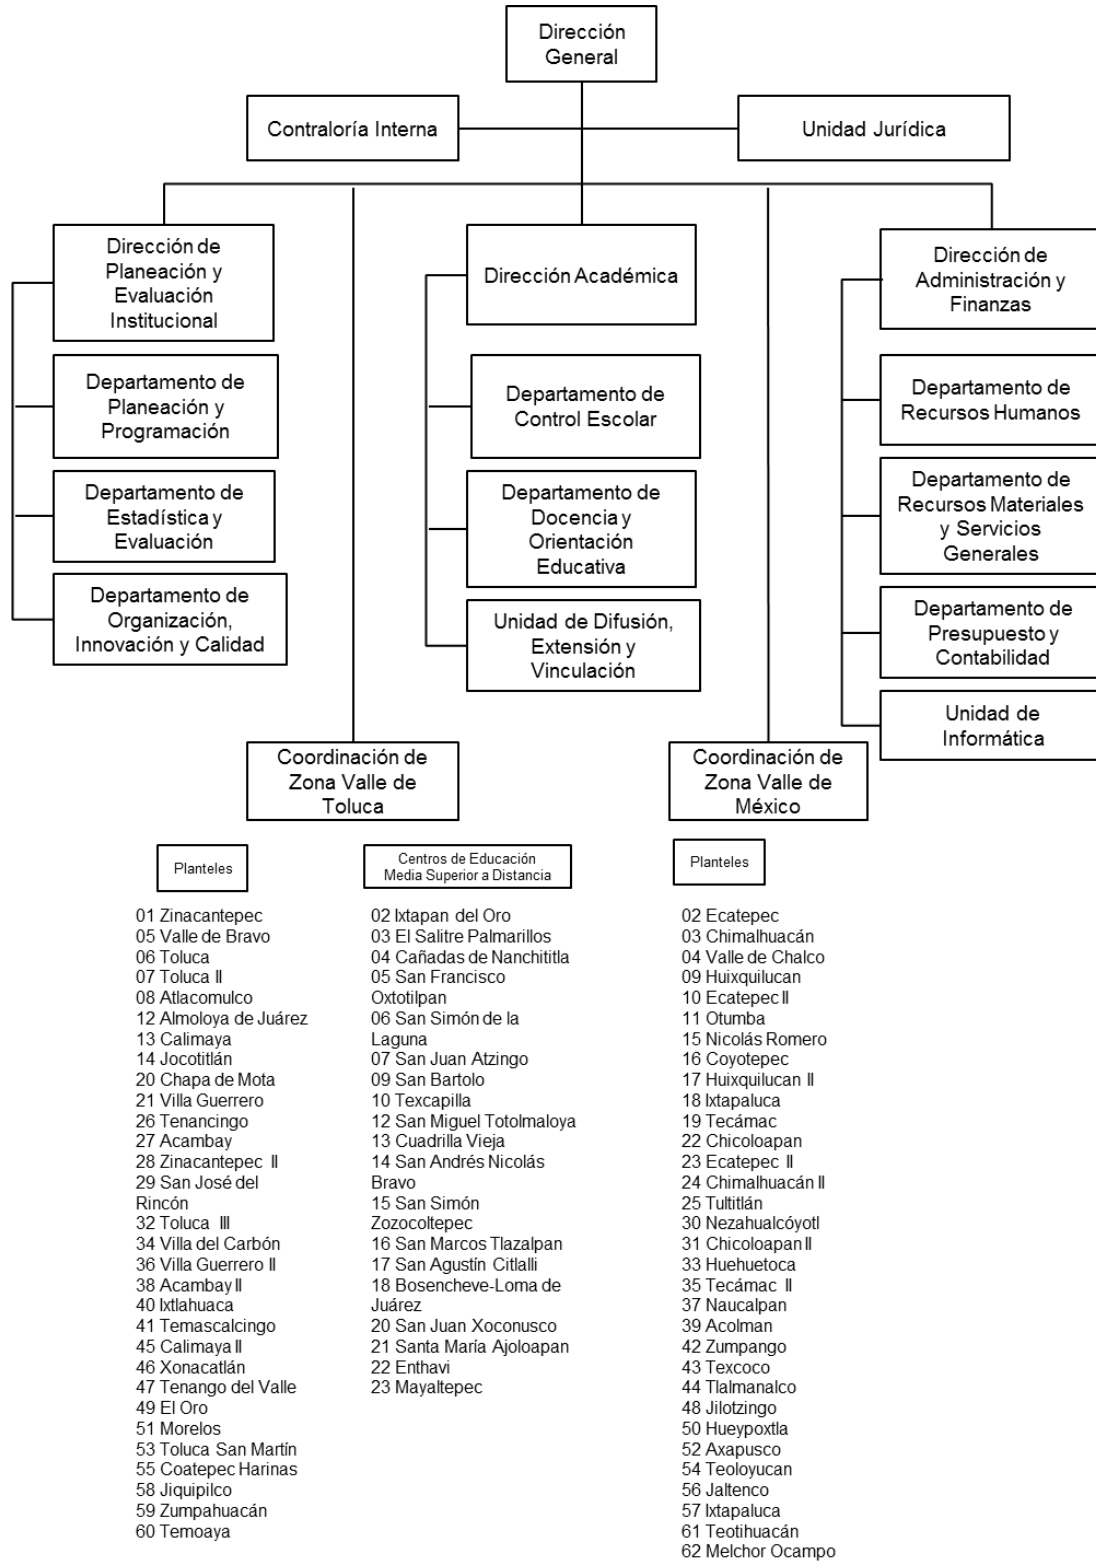 Dirección
General
Contraloría Interna
Unidad Jurídica
Dirección de
Planeación y
Evaluación
Institucional
Departamento de
Planeación y
Programación
Departamento de
Estadística y
Evaluación
Departamento de
Organización,
Innovación y Calidad
Dirección Académica
Departamento de
Control Escolar
Departamento de
Docencia y
Orientación
Educativa
Unidad de Difusión,
Extensión y
Vinculación
Dirección de
Administración y
Finanzas
Departamento de
Recursos Humanos
Departamento de
Recursos Materiales
y Servicios
Generales
Departamento de
Presupuesto y
Contabilidad
Unidad de
Informática
Coordinación de
Zona Valle de
Toluca
Coordinación de
Zona Valle de
México
Planteles
01 Zinacantepec
05 Valle de Bravo
06 Toluca
07 Toluca II
08 Atlacomulco
12 Almoloya de Juárez
13 Calimaya
14 Jocotitlán
20 Chapa de Mota
21 Villa Guerrero
26 Tenancingo
27 Acambay
28 Zinacantepec II
29 San José del
Rincón
32 Toluca III
34 Villa del Carbón
36 Villa Guerrero II
38 Acambay II
40 Ixtlahuaca
41 Temascalcingo
45 Calimaya II
46 Xonacatlán
47 Tenango del Valle
49 El Oro
51 Morelos
53 Toluca San Martín
55 Coatepec Harinas
58 Jiquipilco
59 Zumpahuacán
60 Temoaya
Centros de Educación
Media Superior a Distancia
02 Ixtapan del Oro
03 El Salitre Palmarillos
04 Cañadas de Nanchititla
05 San Francisco
Oxtotilpan
06 San Simón de la
Laguna
07 San Juan Atzingo
09 San Bartolo
10 Texcapilla
12 San Miguel Totolmaloya
13 Cuadrilla Vieja
14 San Andrés Nicolás
Bravo
15 San Simón
Zozocoltepec
16 San Marcos Tlazalpan
17 San Agustín Citlalli
18 Bosencheve-Loma de
Juárez
20 San Juan Xoconusco
21 Santa María Ajoloapan
22 Enthavi
23 Mayaltepec
Planteles
02 Ecatepec
03 Chimalhuacán
04 Valle de Chalco
09 Huixquilucan
10 Ecatepec II
11 Otumba
15 Nicolás Romero
16 Coyotepec
17 Huixquilucan II
18 Ixtapaluca
19 Tecámac
22 Chicoloapan
23 Ecatepec II
24 Chimalhuacán II
25 Tultitlán
30 Nezahualcóyotl
31 Chicoloapan II
33 Huehuetoca
35 Tecámac II
37 Naucalpan
39 Acolman
42 Zumpango
43 Texcoco
44 Tlalmanalco
48 Jilotzingo
50 Hueypoxtla
52 Axapusco
54 Teoloyucan
56 Jaltenco
57 Ixtapaluca
61 Teotihuacán
62 Melchor Ocampo